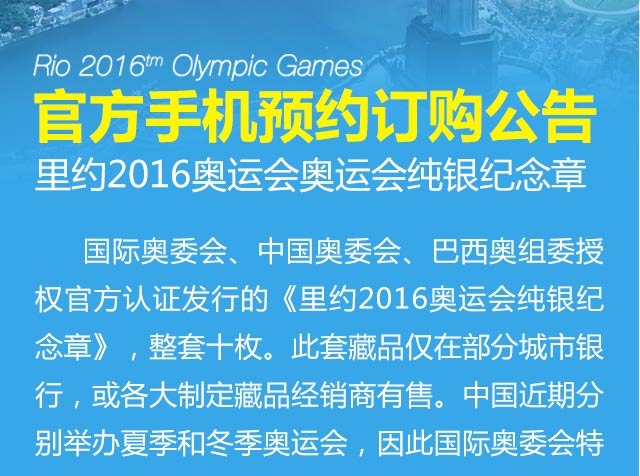 Rio 2016tm Olympic Games
官方手机预约订购公告
里约2016奥运会奥运会纯银纪念章
国际奥委会、中国奥委会、巴西奥组委授
权官方认证发行的《里约2016奥运会纯银纪
念章》，整套十枚。此套藏品仅在部分城市银
行，或各大制定藏品经销商有售。中国近期分
别举办夏季和冬季奥运会，因此国际奥委会特